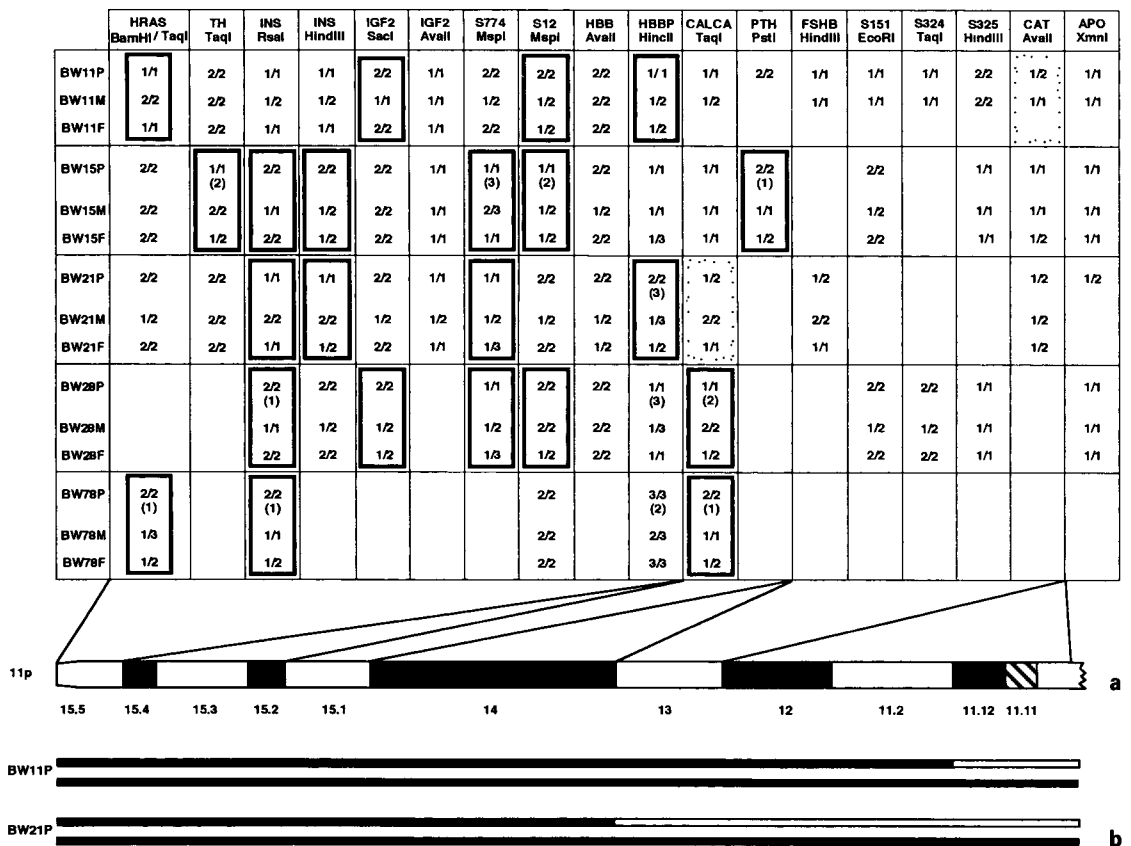 HRAS TH INS INS IGF2 IGF2 S774 S12 HBB HBBP CALCA PTH FSHB S151 S324 S325 CAT APO
BamHI / TaqI TaqI RsaI HindIII SacI AvaII MspI MspI AvaII HincII TaqI PstI HindIII EcoRI TaqI HindIII AvaII XmnI
BW11P 1/1 2/2 1/1 1/1 2/2 1/1 2/2 2/2 2/2 1/1 1/1 2/2 1/1 1/1 1/1 2/2 1/2 1/1
BW11M 2/2 2/2 1/2 1/2 1/1 1/1 1/2 1/2 2/2 1/2 1/2 1/1 1/1 1/1 2/2 1/1 1/1
BW11F 1/1 2/2 1/1 1/1 2/2 1/1 2/2 1/2 2/2 1/2
BW15P 2/2 1/1 2/2 2/2 2/2 1/1 1/1 1/1 2/2 1/1 1/1 2/2 2/2 1/1 1/1 1/1
(2) (3) (2) (1)
BW15M 2/2 2/2 1/1 1/2 2/2 1/1 2/3 1/2 1/2 1/1 1/1 1/1 1/2 1/1 1/1 1/1
BW15F 2/2 1/2 2/2 1/2 2/2 1/1 1/1 1/2 2/2 1/3 1/1 1/2 2/2 1/1 1/2 1/1
BW21P 2/2 2/2 1/1 1/1 2/2 1/1 1/1 2/2 2/2 2/2 1/2 1/2 1/2 1/2
(3)
BW21M 1/2 2/2 2/2 2/2 1/2 1/2 1/2 1/2 1/2 1/3 2/2 2/2 1/2
BW21F 2/2 2/2 1/1 1/2 2/2 1/1 1/3 2/2 1/2 1/2 1/1 1/1 1/2
BW28P 2/2 2/2 2/2 1/1 2/2 2/2 1/1 1/1 2/2 2/2 1/1 1/1
(1) (3) (2)
BW28M 1/1 1/2 1/2 1/2 2/2 2/2 1/3 2/2 1/2 1/2 1/1 1/1
BW28F 2/2 2/2 1/2 1/3 1/2 2/2 1/1 1/2 2/2 2/2 1/1 1/1
BW78P 2/2 2/2 2/2 3/3 2/2
(1) (1) (2) (1)
BW78M 1/3 1/1 2/2 2/3 1/1
BW78F 1/2 1/2 2/2 3/3 1/2
11p a
15.5 15.4 15.3 15.2 15.1 14 13 12 11.2 11.12 11.11
BW11P
BW21P b